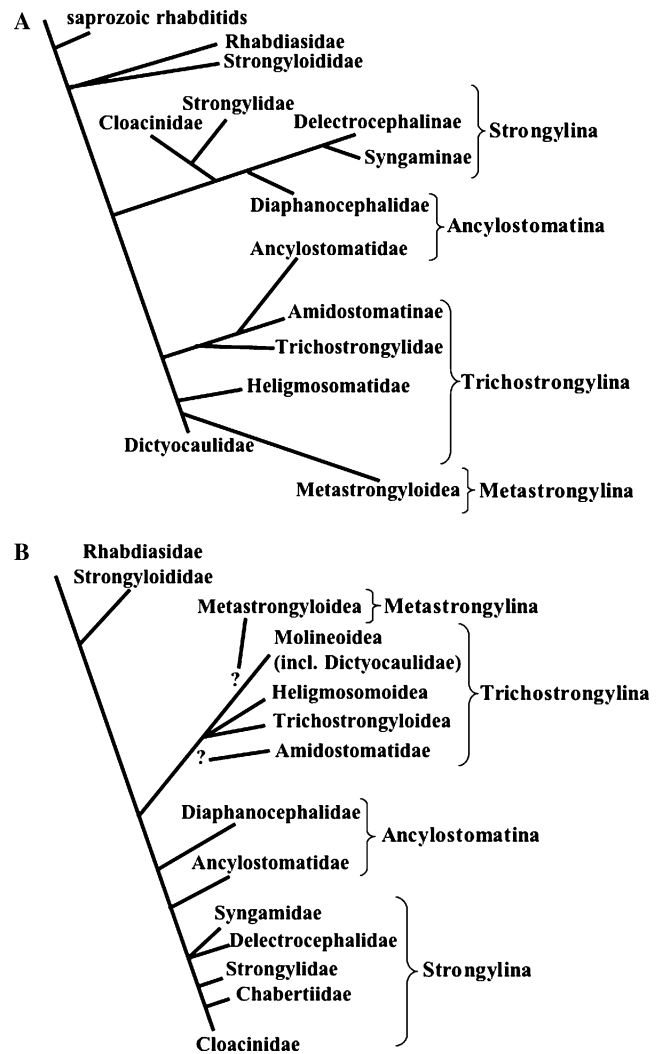 A
saprozoic rhabditids
Rhabdiasidae
Strongyloididae
Strongylidae
Cloacinidae
Delectrocephalinae
Syngaminae
Strongylina
Diaphanocephalidae
Ancylostomatina
Ancylostomatidae
Amidostomatinae
Trichostrongylidae
Trichostrongylina
Heligmosomatidae
Dictyocaulidae
Metastrongyloidea
Metastrongylina
B
Rhabdiasidae
Strongyloididae
Metastrongyloidea
Metastrongylina
?
Molineoidea
(incl. Dictyocaulidae)
Heligmosomoidea
Trichostrongylina
Trichostrongyloidea
?
Amidostomatidae
Diaphanocephalidae
Ancylostomatina
Ancylostomatidae
Syngamidae
Delectrocephalidae
Strongylidae
Strongylina
Chabertiidae
Cloacinidae